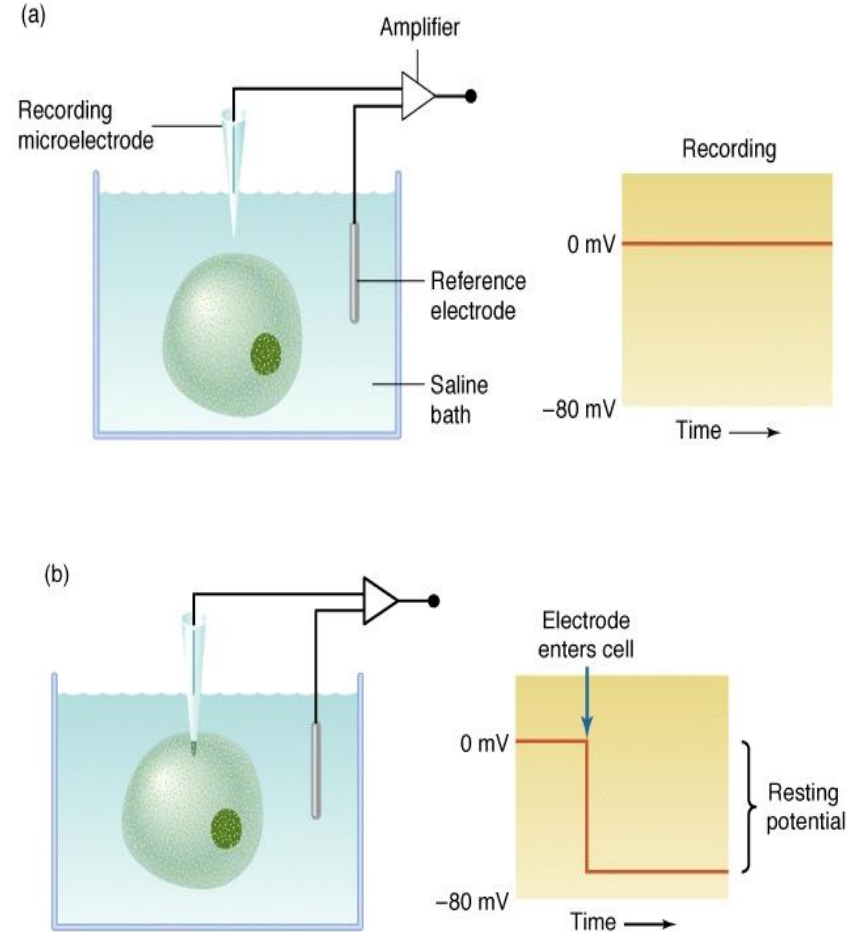 (a)
Amplifier
Recording
microelectrode
Recording
0 mV
Reference
electrode
Saline
bath
–80 mV
Time
(b)
Electrode
enters cell
0 mV
Resting
potential
–80 mV
Time